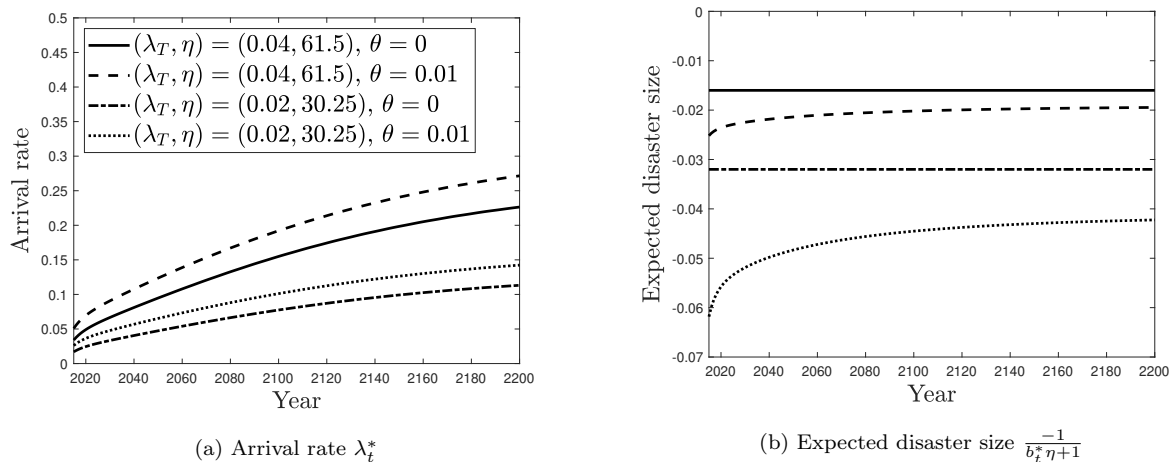 0.5
0.45
0.4
0.35
0.3
0.25
0.2
0.15
0.1
0.05
0
Arrival rate
(λ_T, η) = (0.04, 61.5), θ = 0
(λ_T, η) = (0.04, 61.5), θ = 0.01
(λ_T, η) = (0.02, 30.25), θ = 0
(λ_T, η) = (0.02, 30.25), θ = 0.01
2020 2040 2060 2080 2100 2120 2140 2160 2180 2200
Year
(a) Arrival rate λ_t^*
0
-0.01
-0.02
-0.03
-0.04
-0.05
-0.06
-0.07
Expected disaster size
2020 2040 2060 2080 2100 2120 2140 2160 2180 2200
Year
(b) Expected disaster size \frac{-1}{b_t^* η+1}